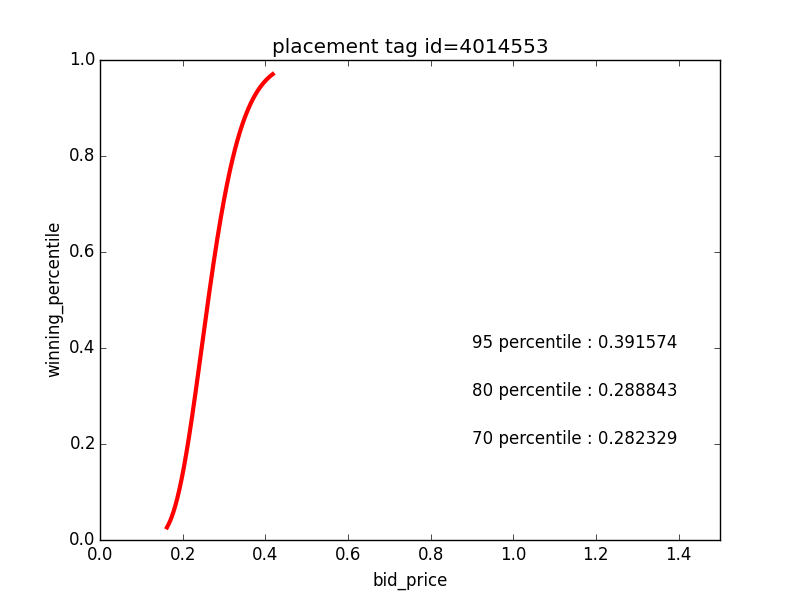 placement tag id=4014553
1.0
0.8
0.6
0.4
0.2
0.0
winning_percentile
95 percentile : 0.391574
80 percentile : 0.288843
70 percentile : 0.282329
0.0 0.2 0.4 0.6 0.8 1.0 1.2 1.4
bid_price